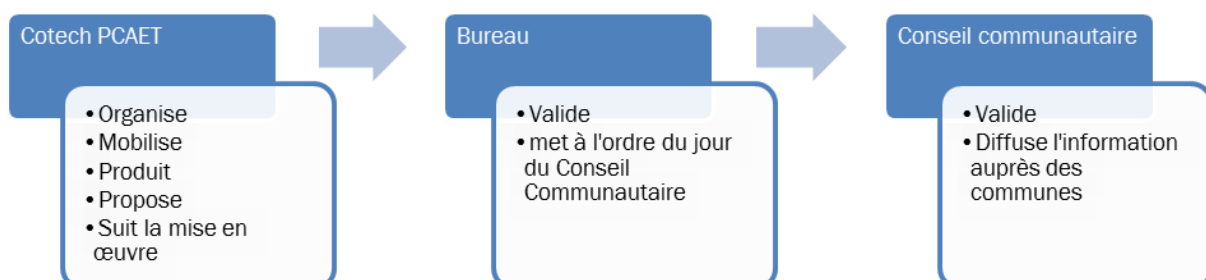 Cotech PCAET
• Organise
• Mobilise
• Produit
• Propose
• Suit la mise en
œuvre
Bureau
• Valide
• met à l'ordre du jour
du Conseil
Communautaire
Conseil communautaire
• Valide
• Diffuse l'information
auprès des
communes